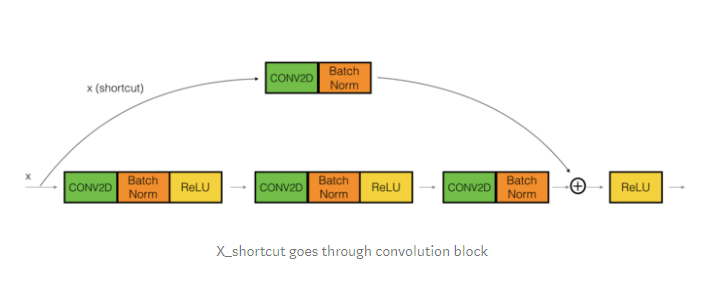 x (shortcut)
CONV2D
Batch
Norm
x
CONV2D
Batch
Norm
ReLU
CONV2D
Batch
Norm
ReLU
CONV2D
Batch
Norm
+
ReLU
X_shortcut goes through convolution block